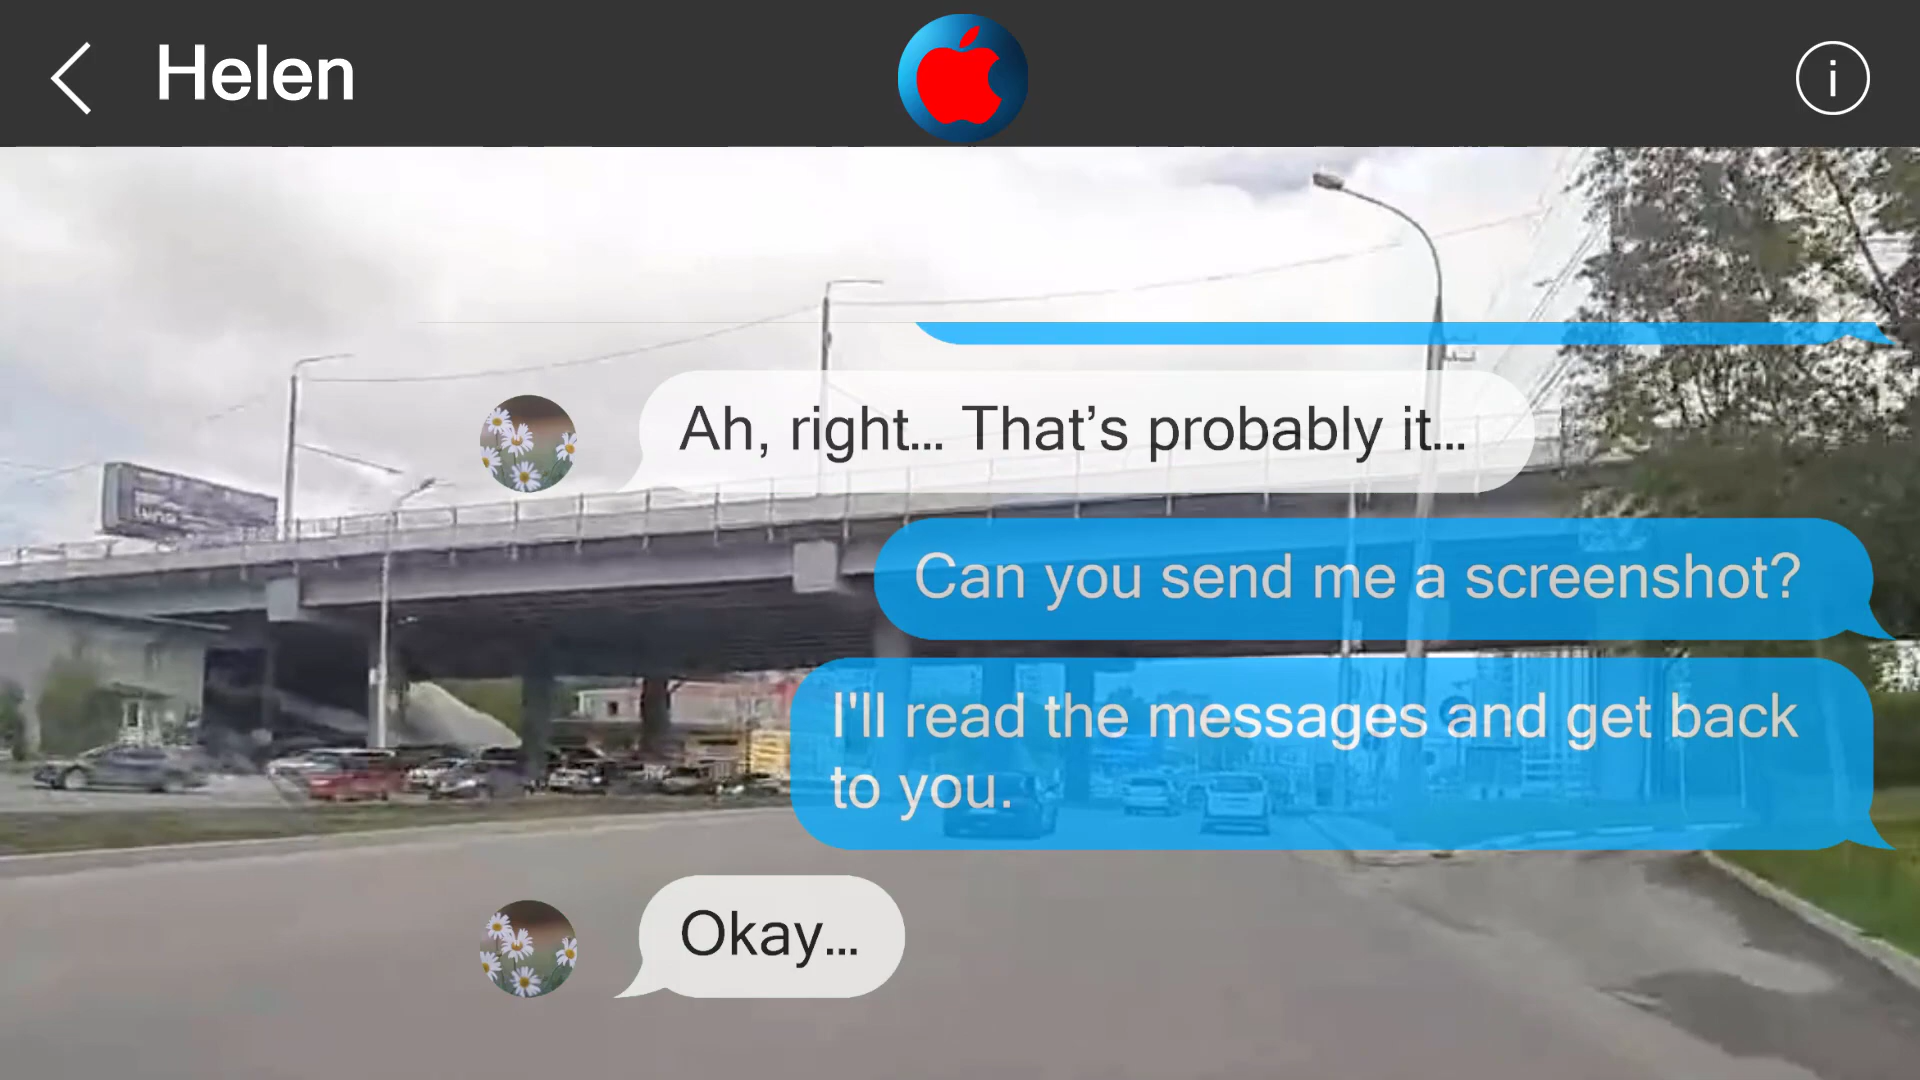 Helen
Ah, right... That’s probably it...
Can you send me a screenshot?
I'll read the messages and get back
to you.
Okay...